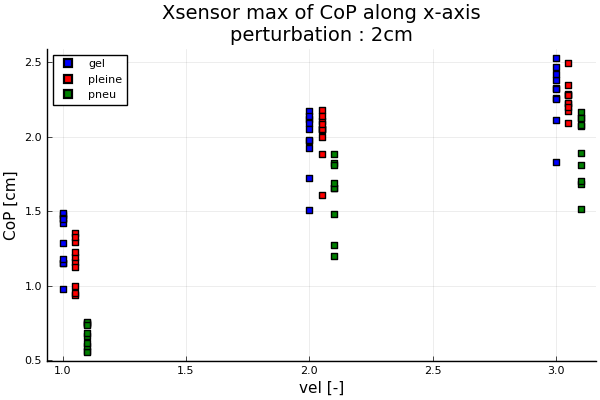 Xsensor max of CoP along x-axis
perturbation : 2cm
gel
pleine
pneu
CoP [cm]
2.5
2.0
1.5
1.0
0.5
1.0 1.5 2.0 2.5 3.0
vel [-]